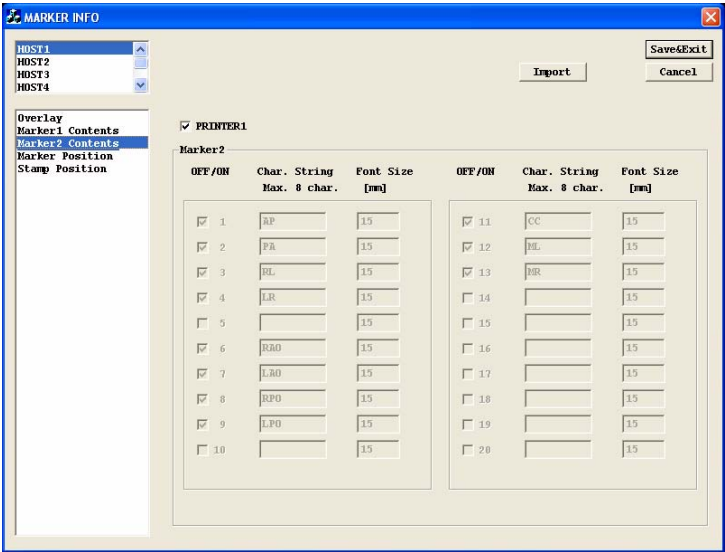 MARKER INFO
HOST1
HOST2
HOST3
HOST4
Save&Exit
Import
Cancel
Overlay
Marker1 Contents
Marker2 Contents
Marker Position
Stamp Position
PRINTER1
Marker2
OFF/ON Char. String Font Size OFF/ON Char. String Font Size
Max. 8 char. [mm] Max. 8 char. [mm]
1 AP 15 11 CC 15
2 PA 15 12 ML 15
3 RL 15 13 MR 15
4 LR 15 14 15
5 15 15 15
6 RAO 15 16 15
7 LAO 15 17 15
8 RPO 15 18 15
9 LPO 15 19 15
10 15 20 15